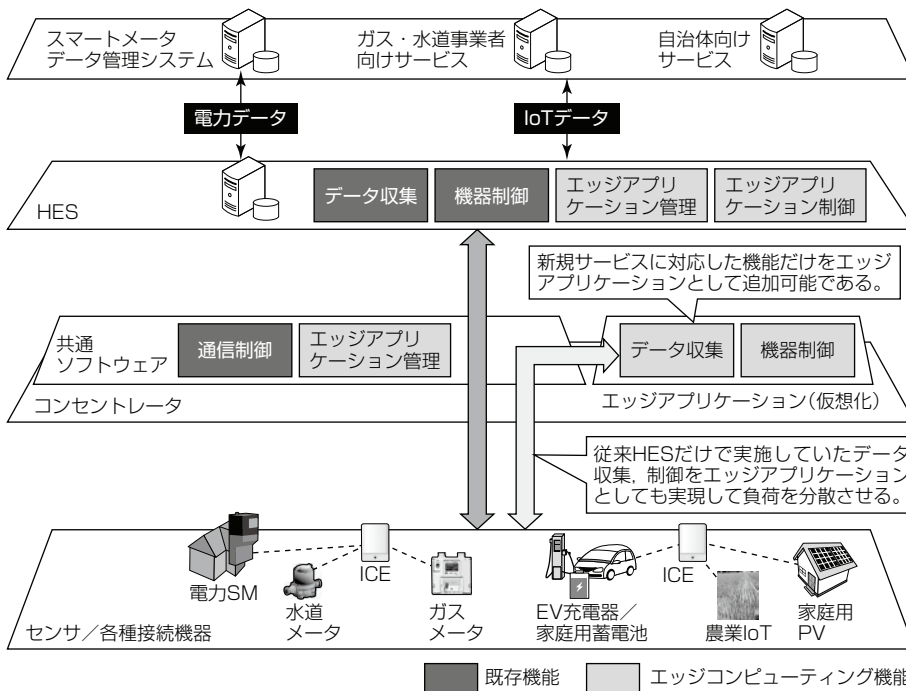 スマートメータ
データ管理システム
ガス・水道事業者
向けサービス
自治体向け
サービス
電力データ
IoTデータ
HES
データ収集
機器制御
エッジアプリ
ケーション管理
エッジアプリ
ケーション制御
新規サービスに対応した機能だけをエッジ
アプリケーションとして追加可能である。
共通
ソフトウェア
通信制御
エッジアプリ
ケーション管理
データ収集
機器制御
コンセントレータ
エッジアプリケーション(仮想化)
従来HESだけで実施していたデータ
収集，制御をエッジアプリケーション
としても実現して負荷を分散させる。
電力SM
水道
メータ
ICE
ガス
メータ
EV充電器／
家庭用蓄電池
ICE
農業IoT
家庭用
PV
センサ／各種接続機器
既存機能
エッジコンピューティング機能